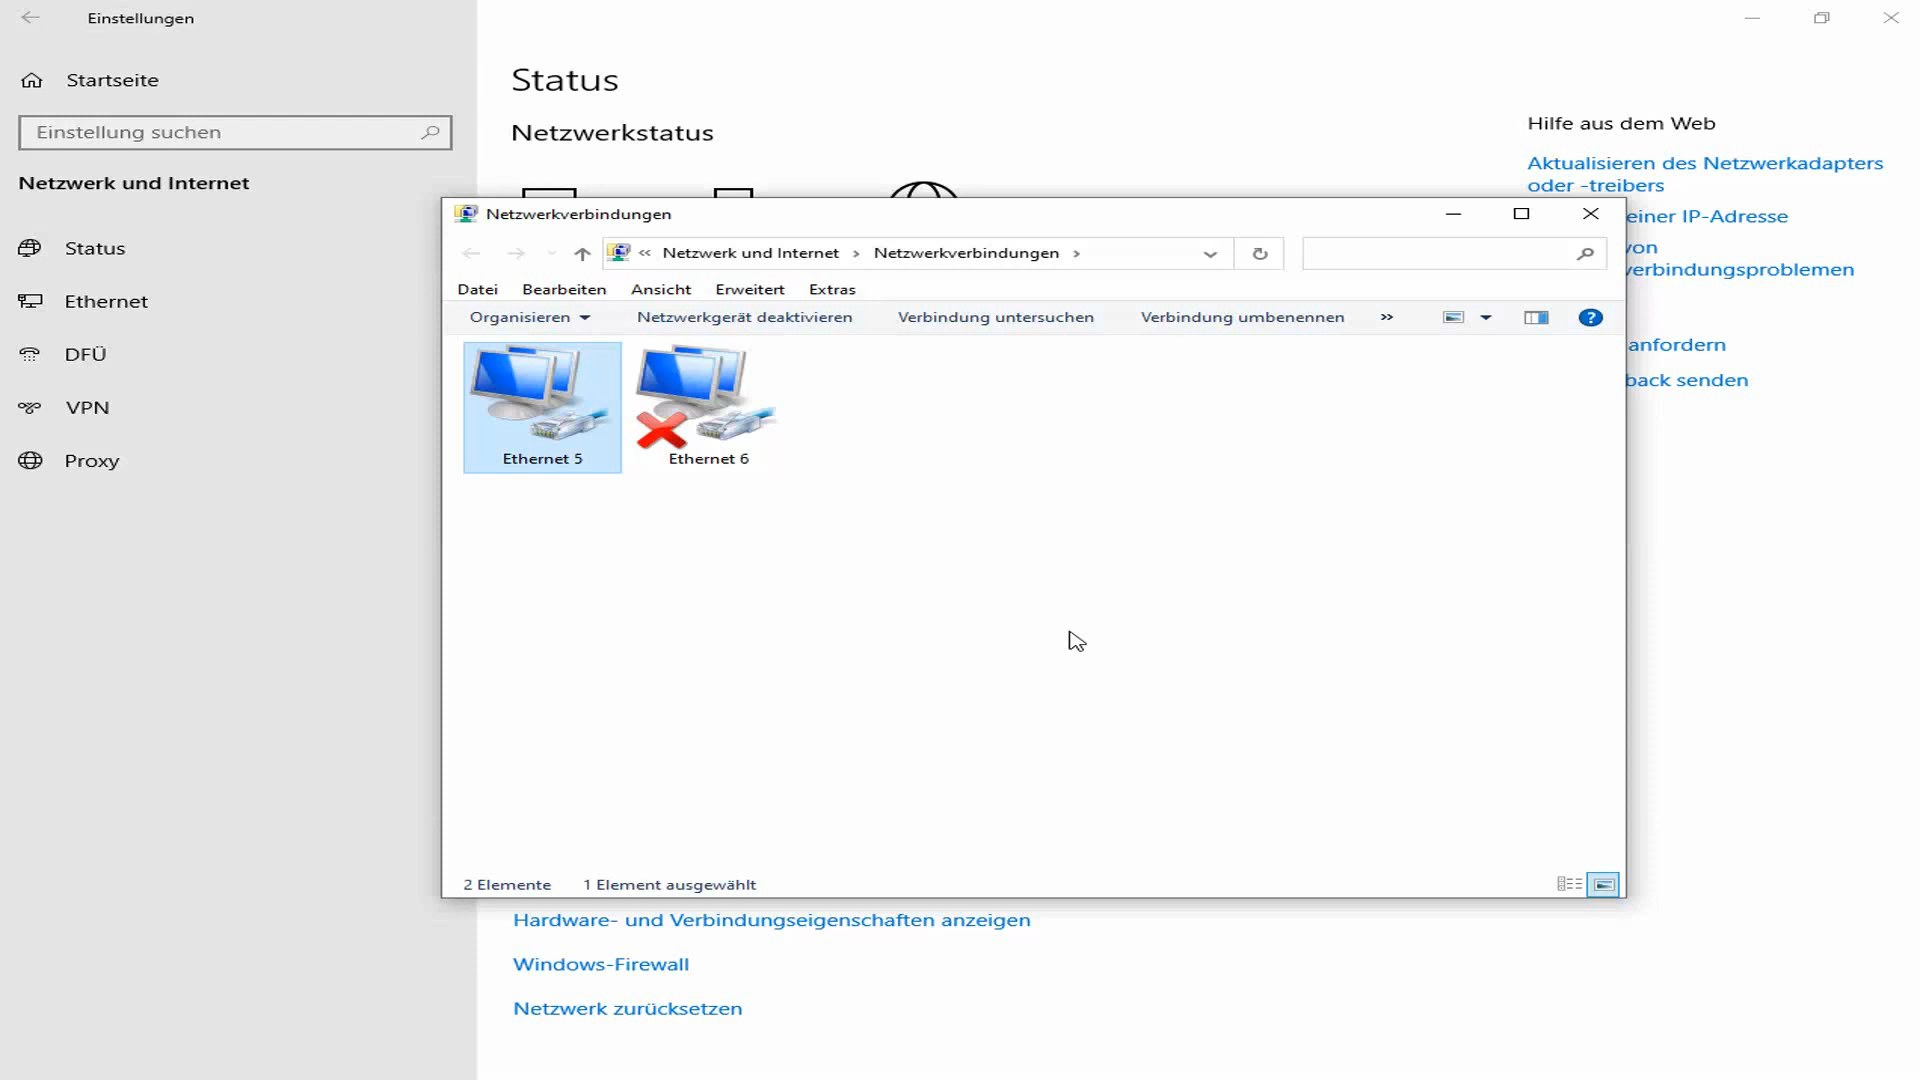 Einstellungen
Startseite
Einstellung suchen
Netzwerk und Internet
Status
Ethernet
DFÜ
VPN
Proxy
Status
Netzwerkstatus
Hilfe aus dem Web
Aktualisieren des Netzwerkadapters
oder -treibers
einer IP-Adresse
von
verbindungsproblemen
anfordern
back senden
Netzwerkverbindungen
« Netzwerk und Internet › Netzwerkverbindungen ›
Datei Bearbeiten Ansicht Erweitert Extras
Organisieren Netzwerkgerät deaktivieren Verbindung untersuchen Verbindung umbenennen »
Ethernet 5 Ethernet 6
2 Elemente 1 Element ausgewählt
Hardware- und Verbindungseigenschaften anzeigen
Windows-Firewall
Netzwerk zurücksetzen